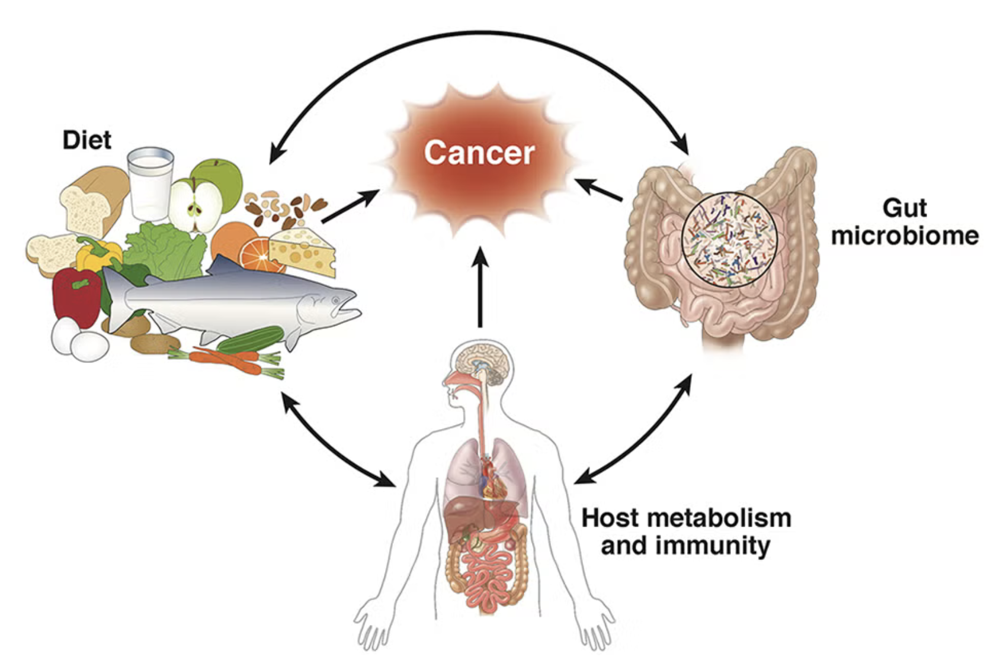 Cancer
Diet
Gut
microbiome
Host metabolism
and immunity